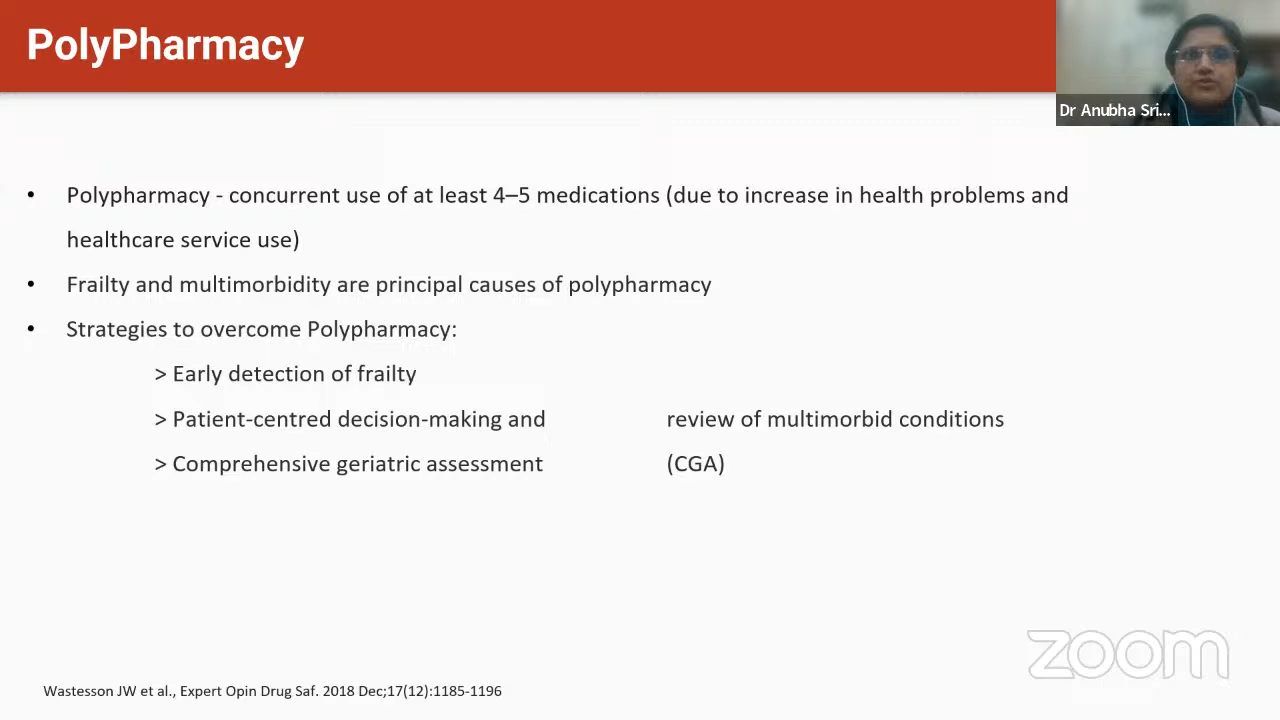 PolyPharmacy
Dr Anubha Sri...
• Polypharmacy - concurrent use of at least 4–5 medications (due to increase in health problems and
healthcare service use)
• Frailty and multimorbidity are principal causes of polypharmacy
• Strategies to overcome Polypharmacy:
> Early detection of frailty
> Patient-centred decision-making and review of multimorbid conditions
> Comprehensive geriatric assessment (CGA)
zoom
Wastesson JW et al., Expert Opin Drug Saf. 2018 Dec;17(12):1185-1196